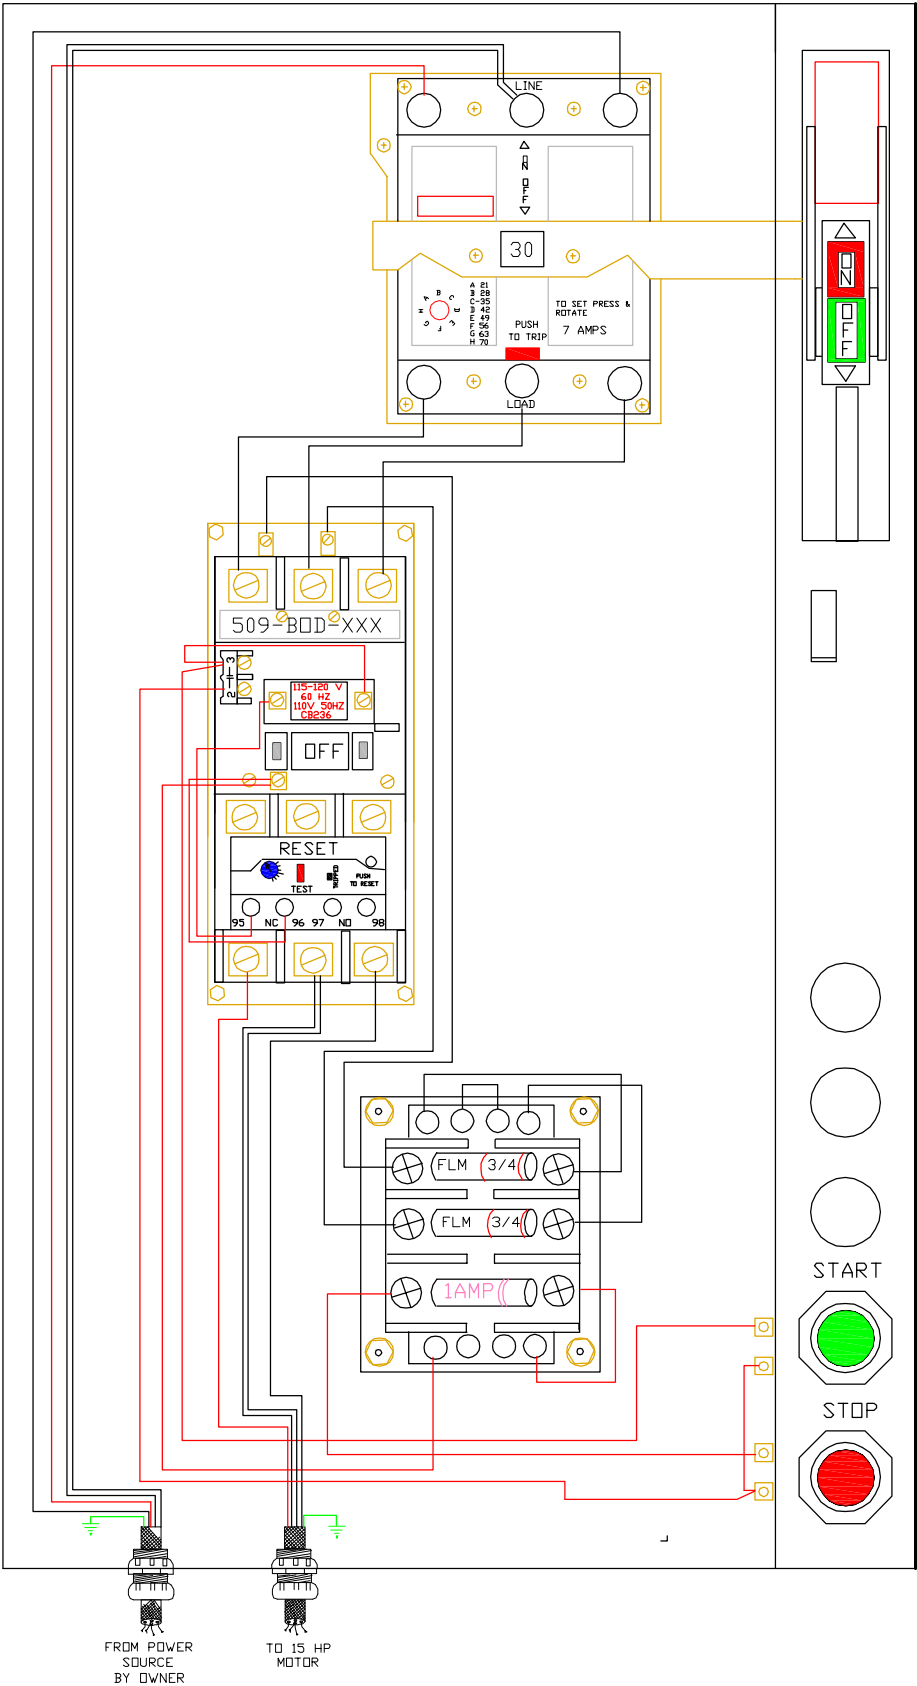 LINE
ON OFF
30
A B C D E F G H
A 21
B 28
C-35
D 42
E 49
F 56
G 63
H 70
TO SET PRESS &
ROTATE
7 AMPS
PUSH
TO TRIP
LOAD
ON
OFF
509-BOD-XXX
3
2
115-120 V
60 HZ
110V 50HZ
CB236
OFF
RESET
TEST
TRIPPED
PUSH
TO RESET
95 NC 96 97 NO 98
FLM 3/4
FLM 3/4
1AMP
START
STOP
FROM POWER
SOURCE
BY OWNER
TO 15 HP
MOTOR